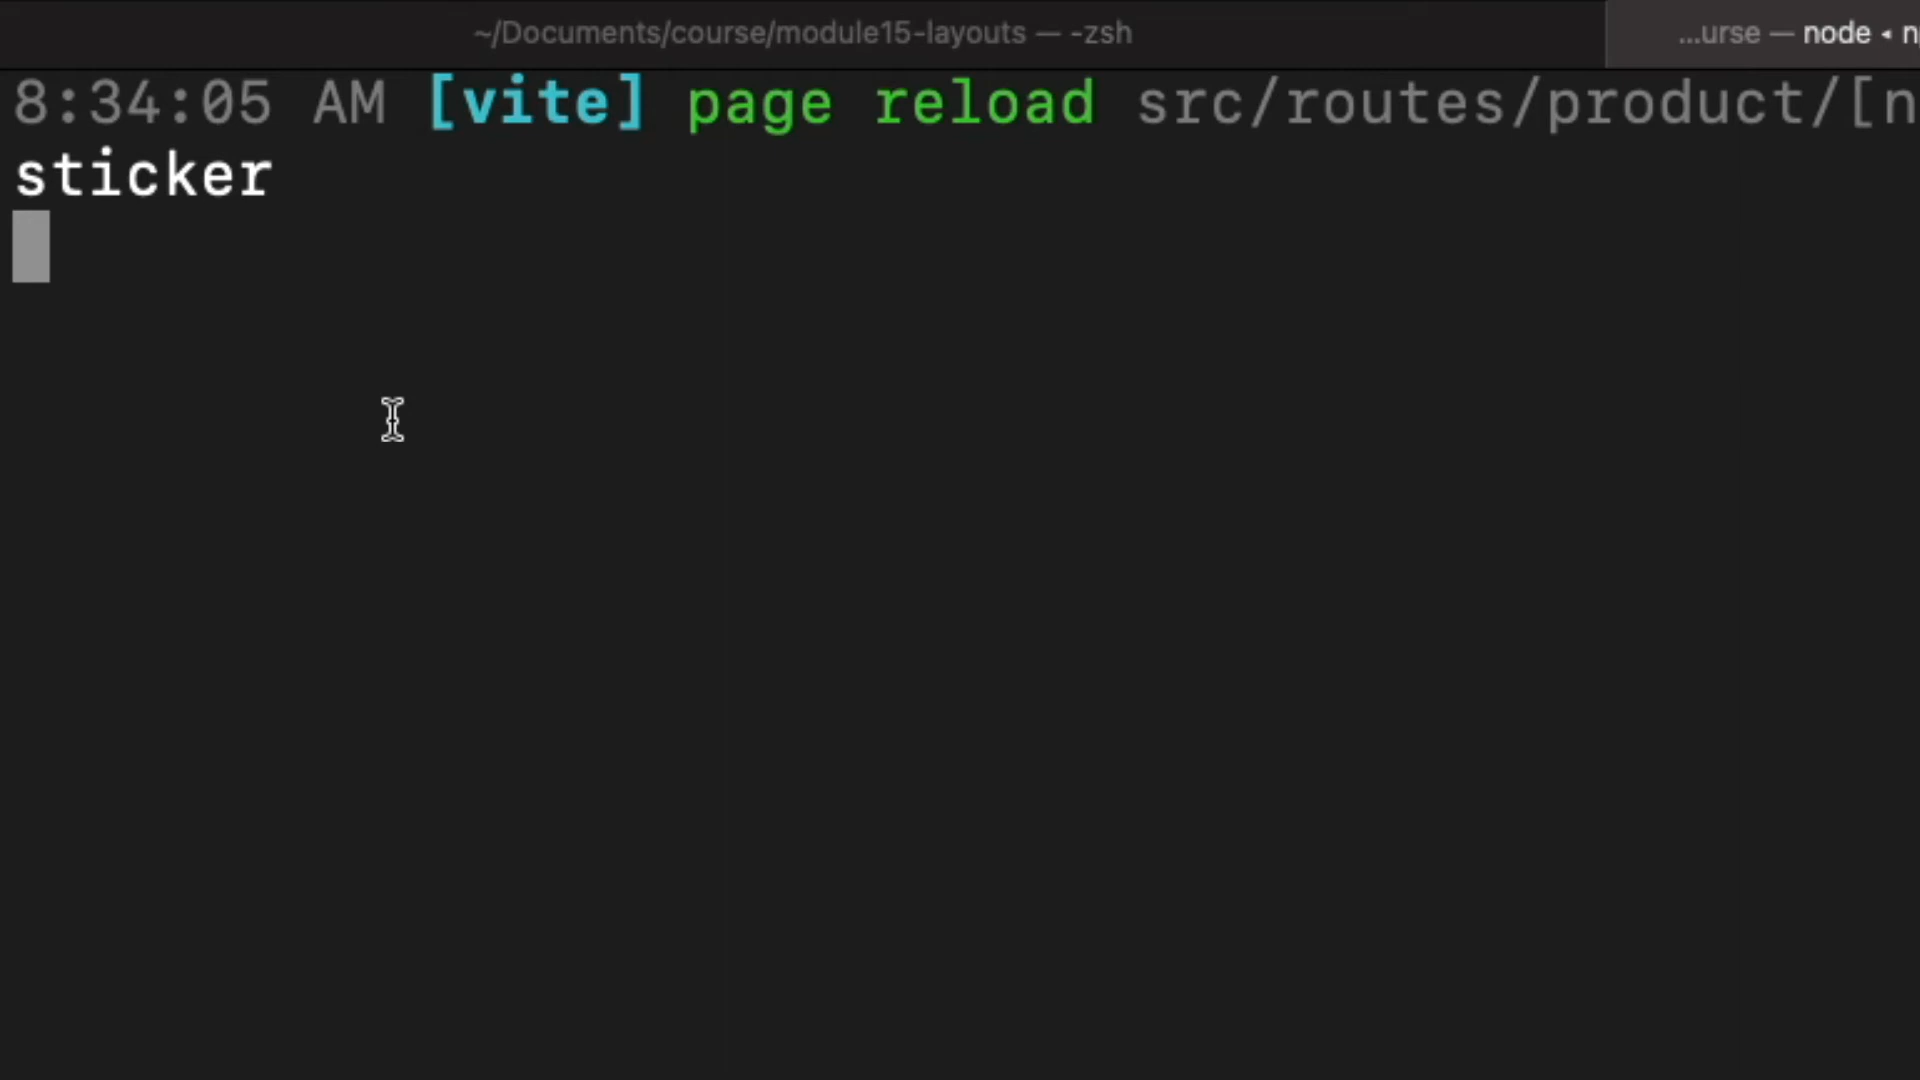 ~/Documents/course/module15-layouts — -zsh
...urse — node ◂ n
8:34:05 AM [vite] page reload src/routes/product/[n
sticker